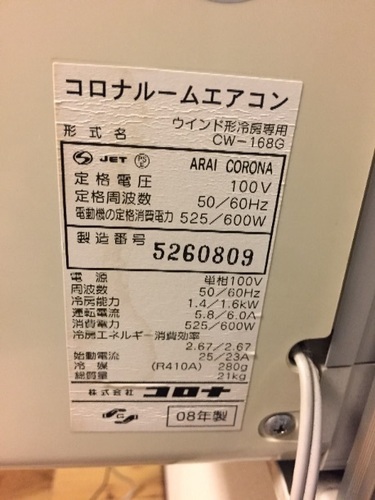 コロナルームエアコン
ウインド形冷房専用
形式名 CW-168G
JET PS E ARAI CORONA
定格電圧 100V
定格周波数 50/60Hz
電動機の定格消費電力 525/600W
製造番号 5260809
電源 単相100V
周波数 50/60Hz
冷房能力 1.4/1.6kW
運転電流 5.8/6.0A
消費電力 525/600W
冷房エネルギー消費効率
2.67/2.67
始動電流 25/23A
冷媒 (R410A) 280g
総質量 21kg
株式会社 コロナ
G 08年製